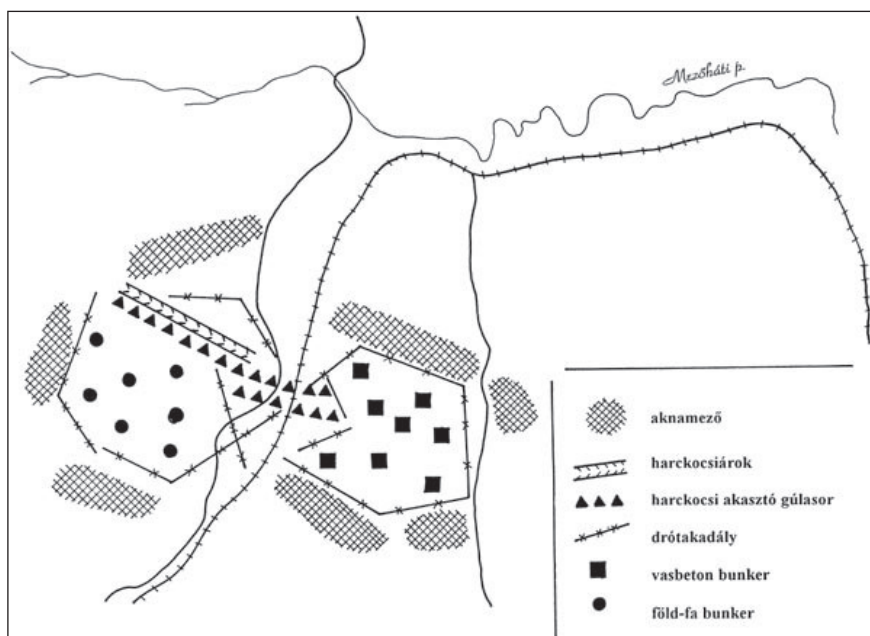 Mezőháti p.
aknamező
harckocsiárok
harckocsi akasztó gúlasor
drótakadály
vasbeton bunker
föld-fa bunker